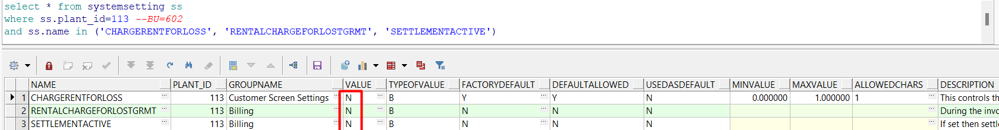 select * from systemsetting ss
where ss.plant_id=113 --BU=602
and ss.name in ('CHARGERENTFORLOSS', 'RENTALCHARGEFORLOSTGRMT', 'SETTLEMENTACTIVE')
NAME PLANT_ID GROUPNAME VALUE TYPEOFVALUE FACTORYDEFAULT DEFAULTALLOWED USEDASDEFAULT MINVALUE MAXVALUE ALLOWEDCHARS DESCRIPTION
1 CHARGERENTFORLOSS ... 113 Customer Screen Settings ... N ... B Y ... Y N 0.000000 1.000000 1 ... This controls th
2 RENTALCHARGEFORLOSTGRMT ... 113 Billing ... N ... B N ... N N ... During the invo
3 SETTLEMENTACTIVE ... 113 Billing ... N ... B N ... N N ... If set then settl